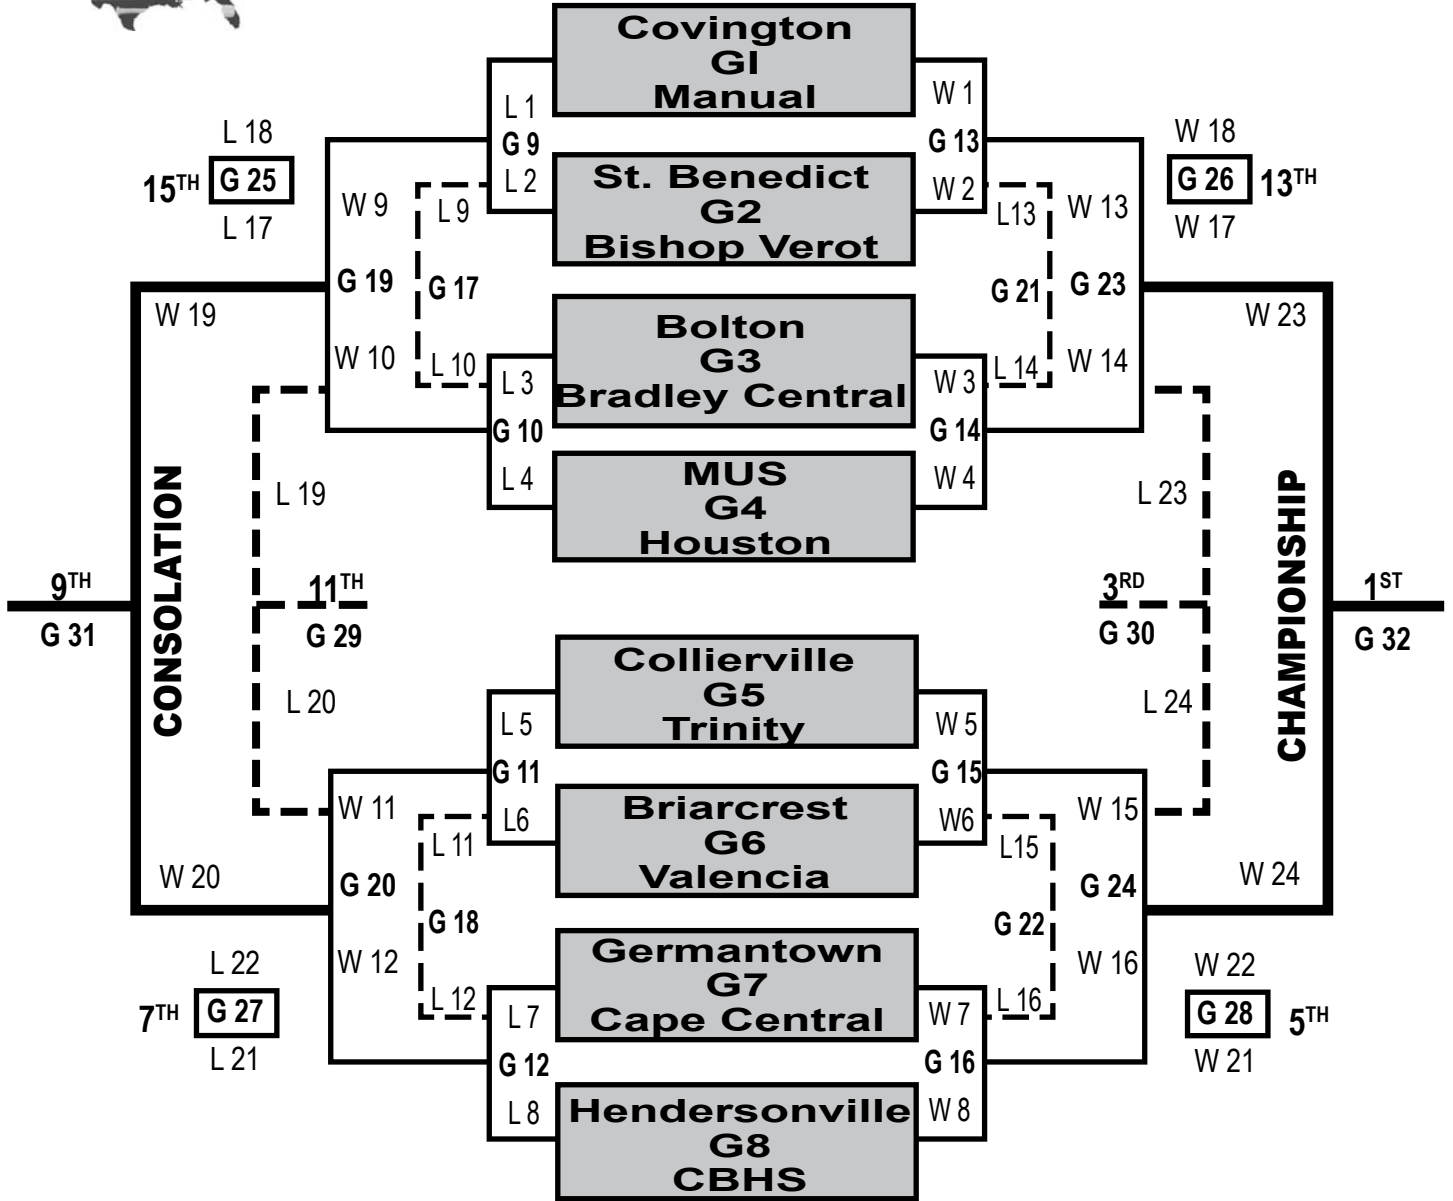 Covington
GI
Manual
L 1
G 9
L 2
W 1
G 13
W 2
St. Benedict
G2
Bishop Verot
L 18
15TH G 25
L 17
W 18
G 26 13TH
W 17
W 9
G 19
W 10
L 9
G 17
L 10
L13
G 21
L 14
W 13
G 23
W 14
Bolton
G3
Bradley Central
L 3
G 10
L 4
W 3
G 14
W 4
MUS
G4
Houston
W 19
W 23
CONSOLATION
L 19
L 20
9TH
G 31
11TH
G 29
L 23
L 24
3RD
G 30
CHAMPIONSHIP
1ST
G 32
Collierville
G5
Trinity
L 5
G 11
L6
W 5
G 15
W6
Briarcrest
G6
Valencia
W 11
G 20
W 12
L 11
G 18
L 12
L15
G 22
L 16
W 15
G 24
W 16
W 20
W 24
Germantown
G7
Cape Central
L 7
G 12
L 8
W 7
G 16
W 8
L 22
7TH G 27
L 21
W 22
G 28 5TH
W 21
Hendersonville
G8
CBHS